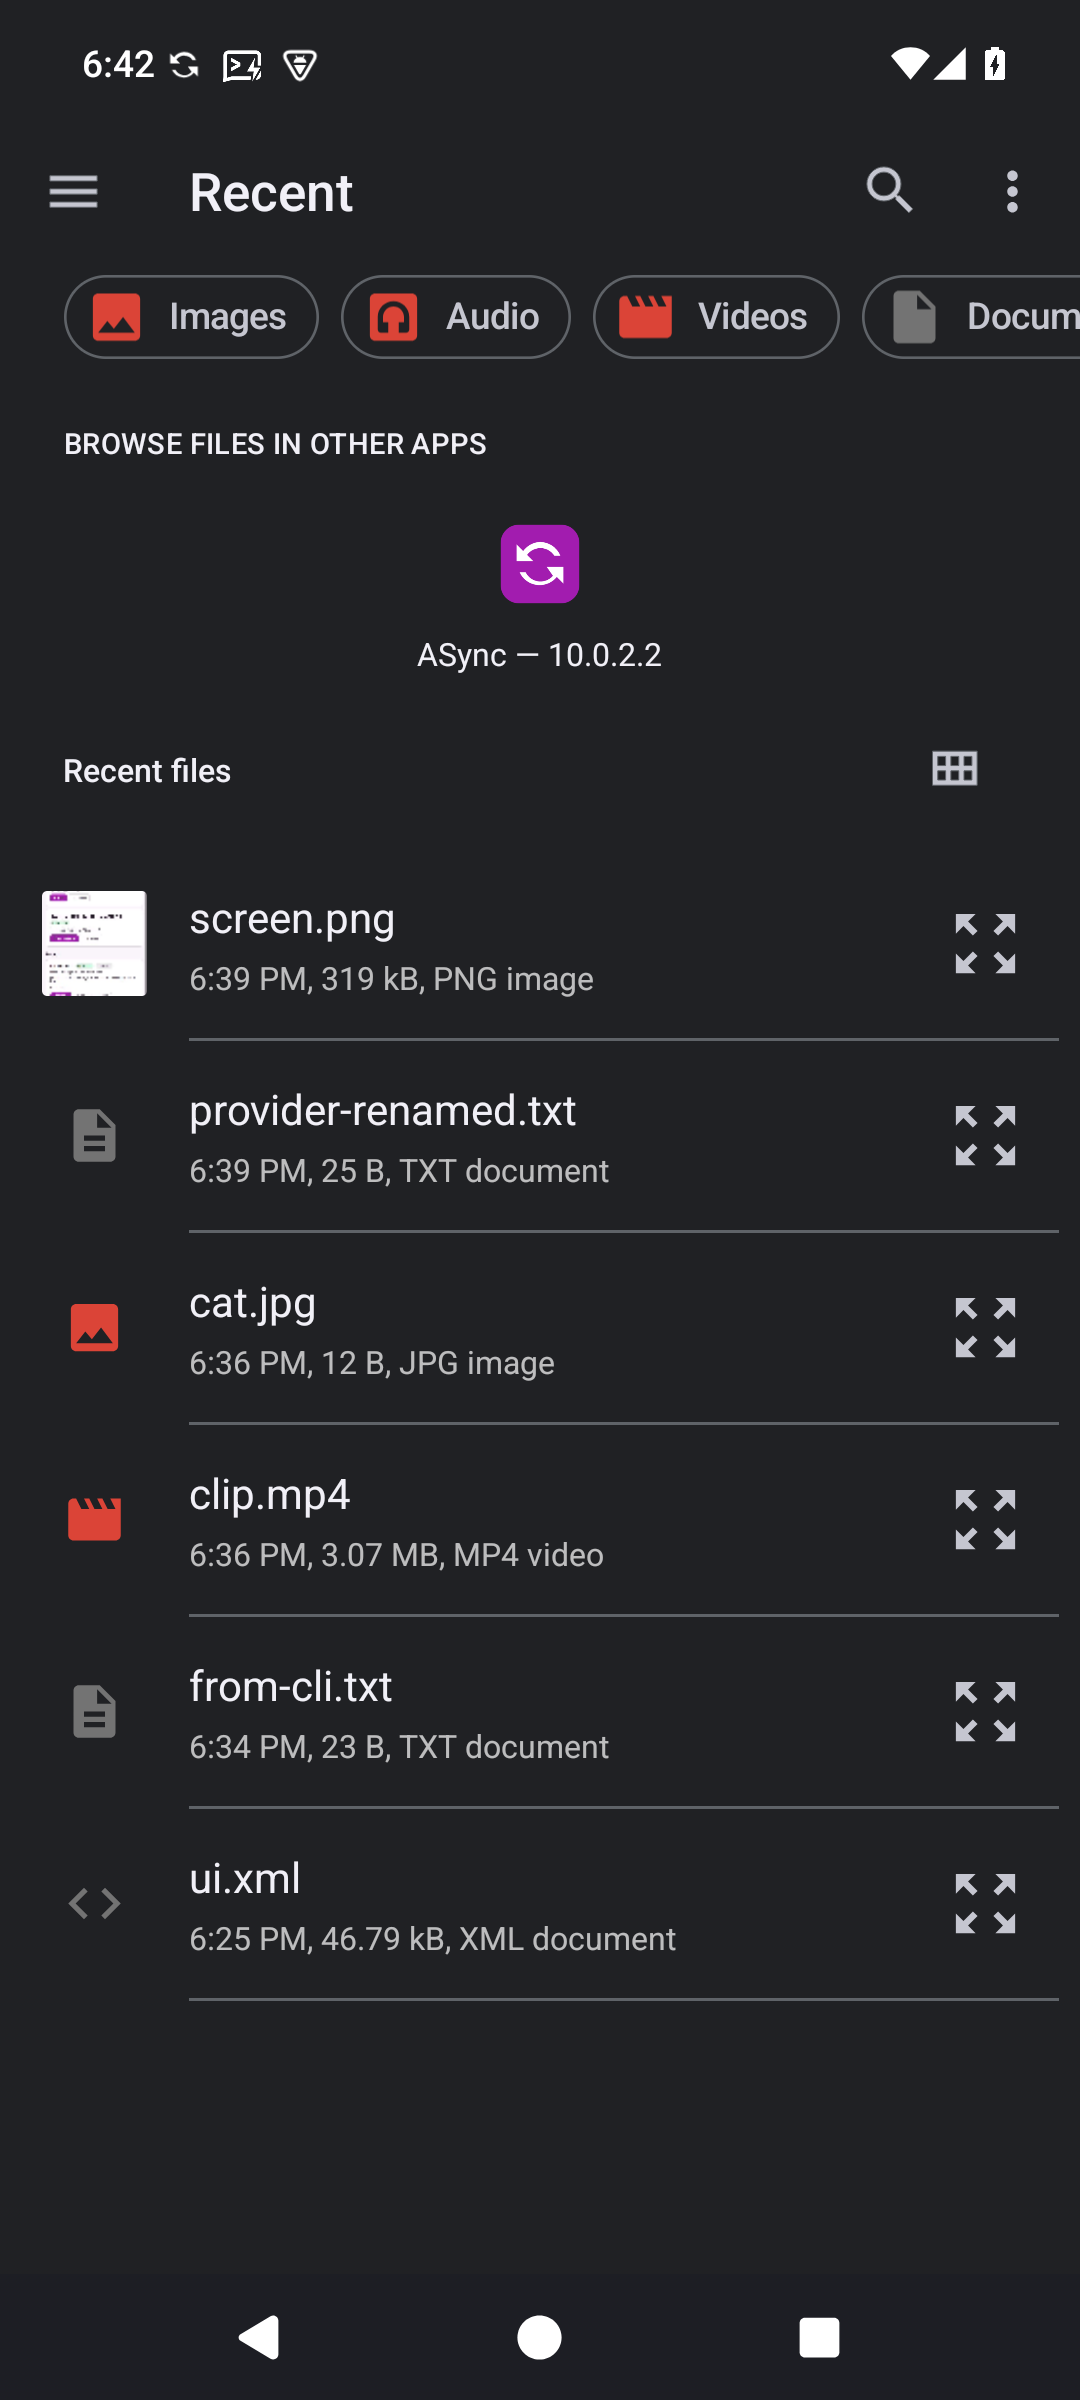 6:42
Recent
Images
Audio
Videos
Docum
BROWSE FILES IN OTHER APPS
ASync — 10.0.2.2
Recent files
screen.png
6:39 PM, 319 kB, PNG image
provider-renamed.txt
6:39 PM, 25 B, TXT document
cat.jpg
6:36 PM, 12 B, JPG image
clip.mp4
6:36 PM, 3.07 MB, MP4 video
from-cli.txt
6:34 PM, 23 B, TXT document
ui.xml
6:25 PM, 46.79 kB, XML document